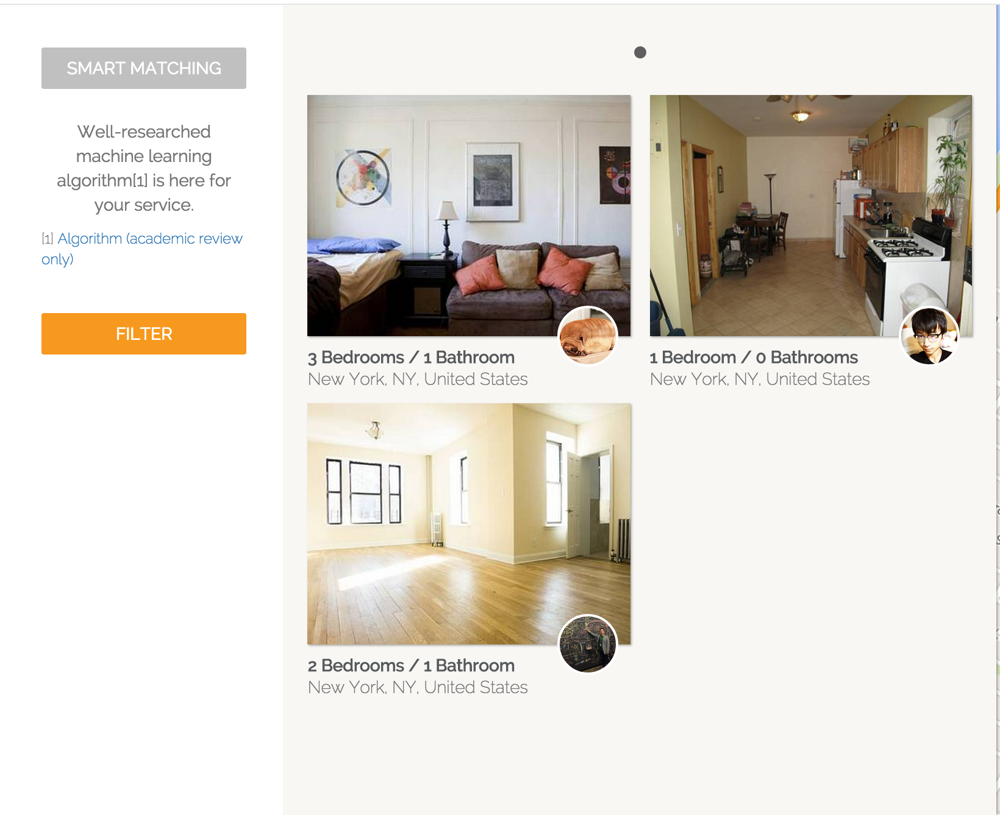 SMART MATCHING
Well-researched
machine learning
algorithm[1] is here for
your service.
[1] Algorithm (academic review
only)
FILTER
3 Bedrooms / 1 Bathroom
New York, NY, United States
1 Bedroom / 0 Bathrooms
New York, NY, United States
2 Bedrooms / 1 Bathroom
New York, NY, United States